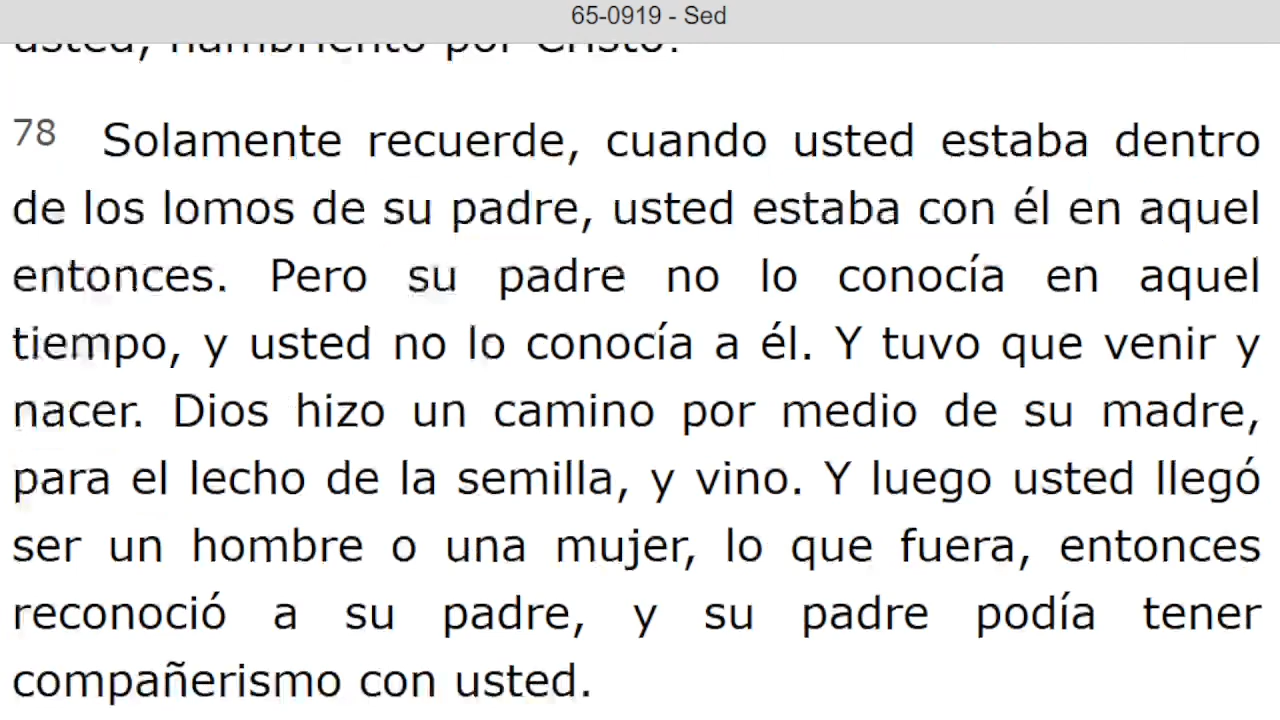 65-0919 - Sed
usted, hambriento por Cristo!
78 Solamente recuerde, cuando usted estaba dentro
de los lomos de su padre, usted estaba con él en aquel
entonces. Pero su padre no lo conocía en aquel
tiempo, y usted no lo conocía a él. Y tuvo que venir y
nacer. Dios hizo un camino por medio de su madre,
para el lecho de la semilla, y vino. Y luego usted llegó
ser un hombre o una mujer, lo que fuera, entonces
reconoció a su padre, y su padre podía tener
compañerismo con usted.